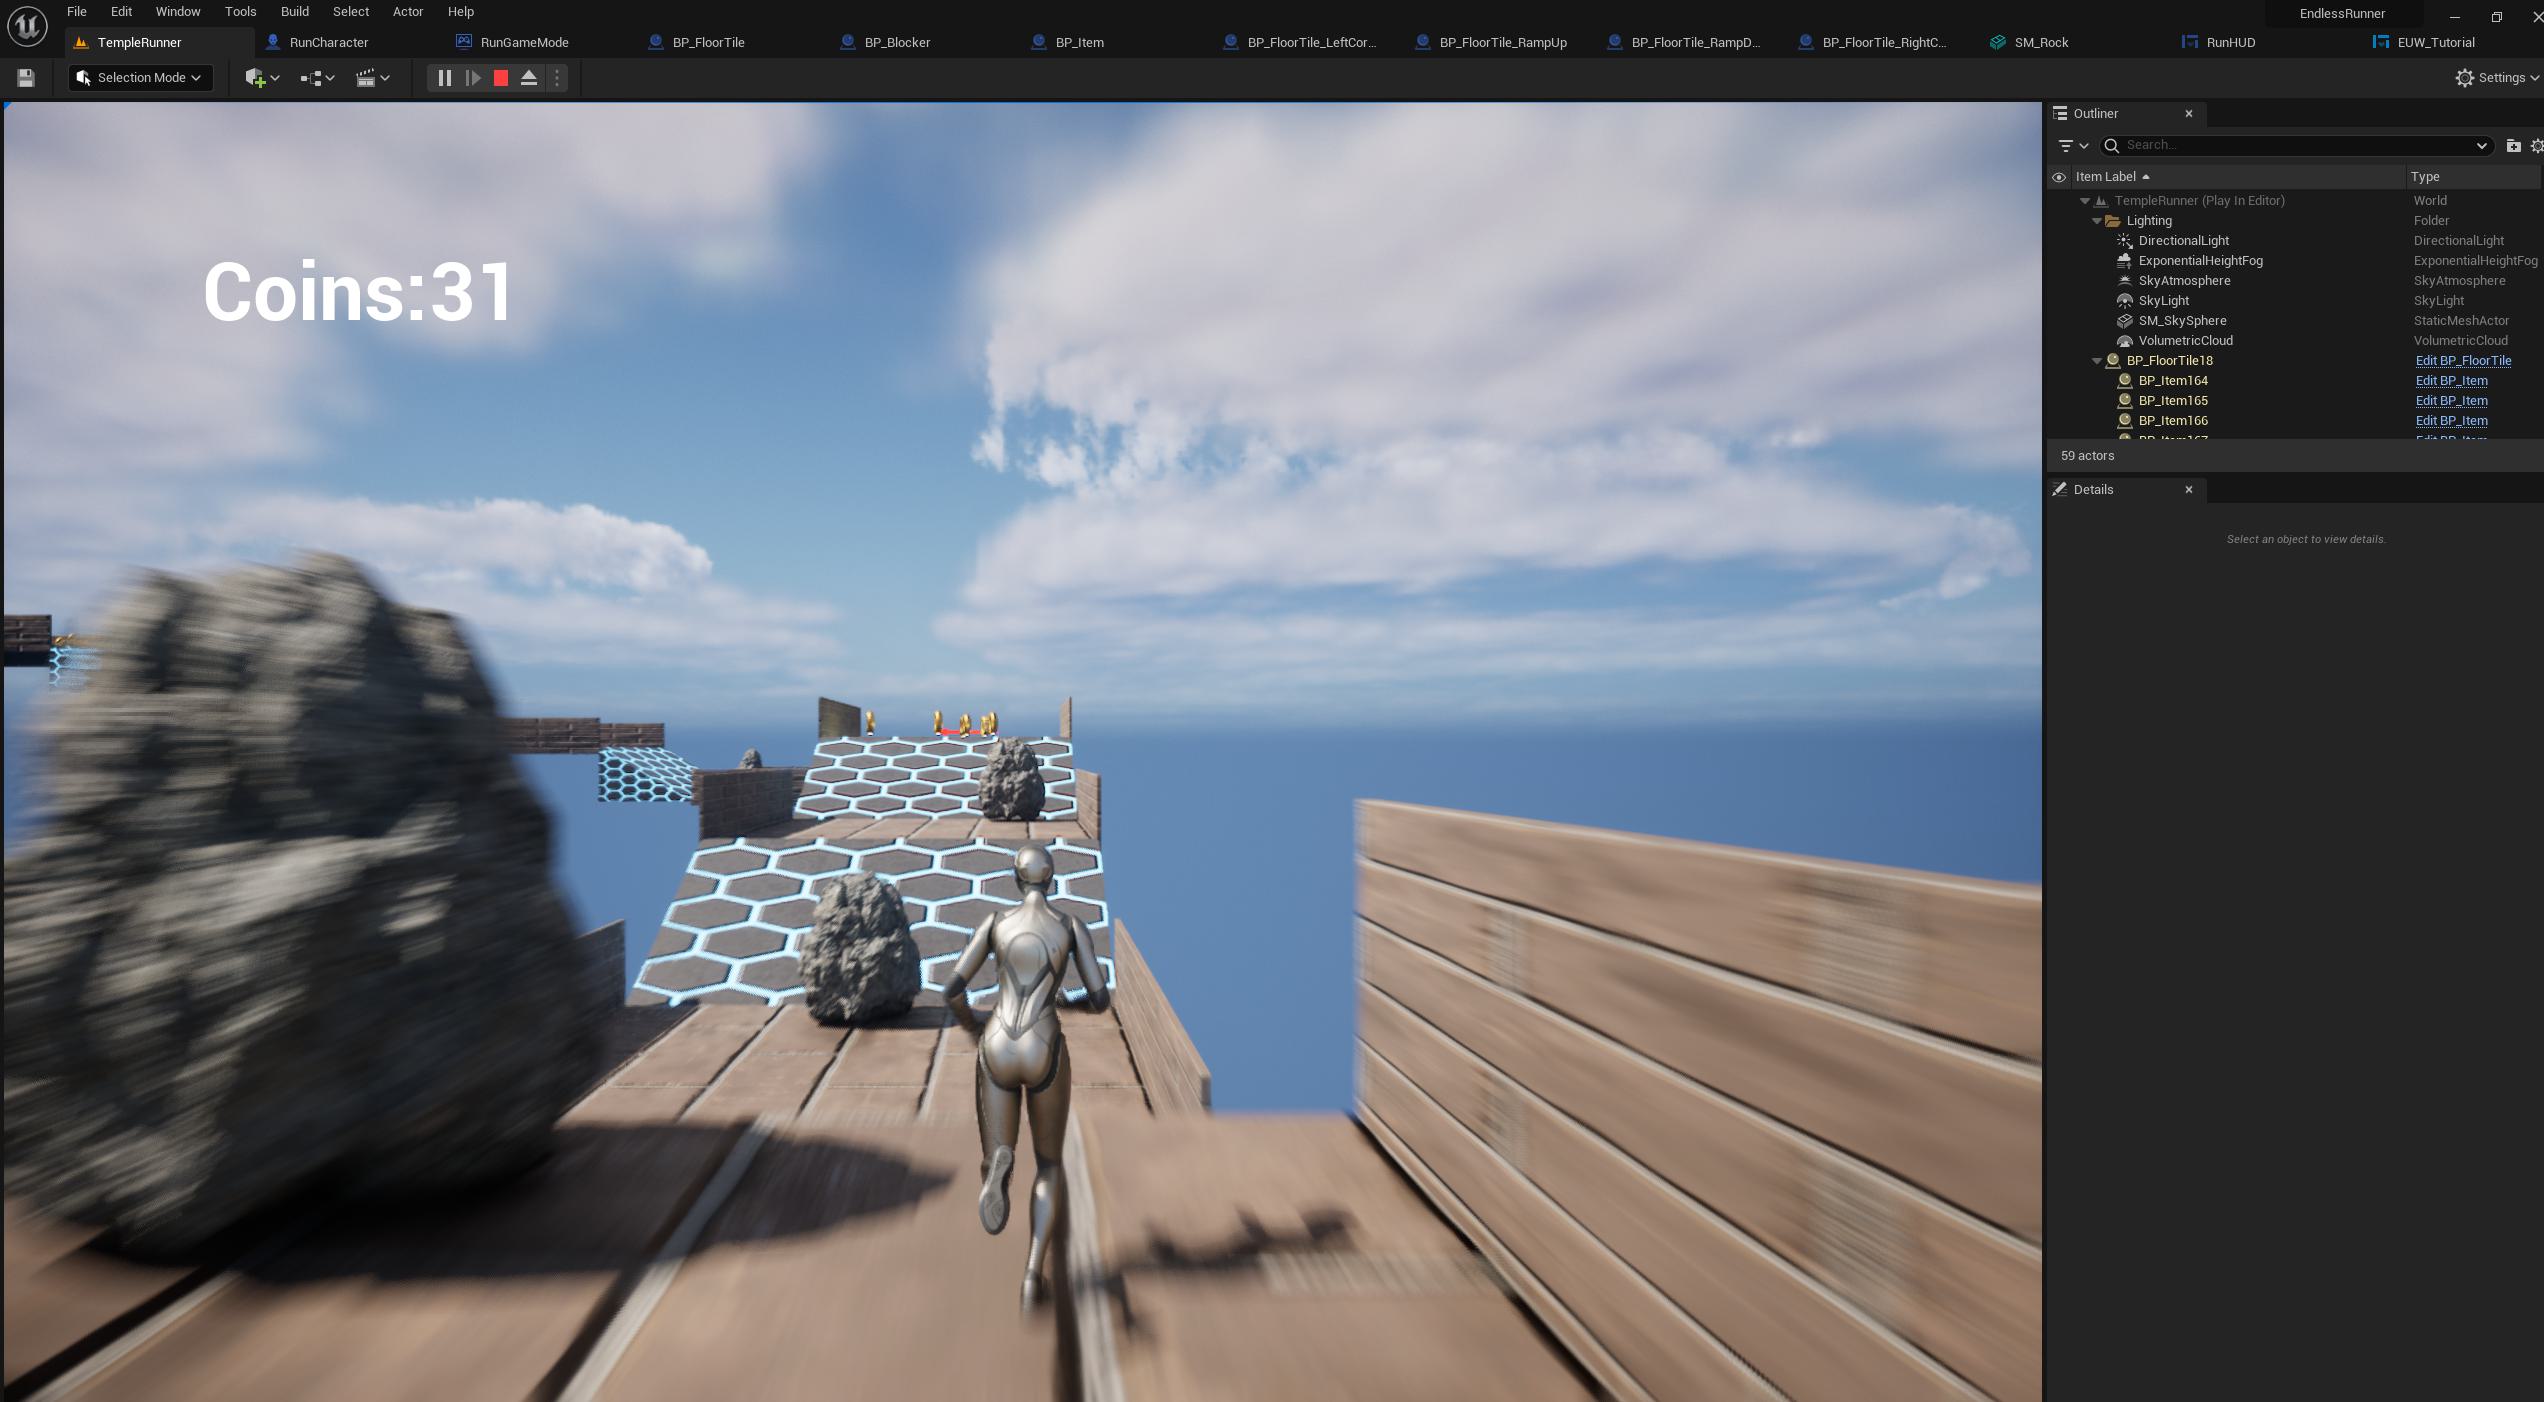 File Edit Window Tools Build Select Actor Help
EndlessRunner
TempleRunner RunCharacter RunGameMode BP_FloorTile BP_Blocker BP_Item BP_FloorTile_LeftCor... BP_FloorTile_RampUp BP_FloorTile_RampD... BP_FloorTile_RightC... SM_Rock RunHUD EUW_Tutorial
Selection Mode Settings
Outliner
Search...
Item Label Type
TempleRunner (Play In Editor) World
Lighting Folder
DirectionalLight DirectionalLight
ExponentialHeightFog ExponentialHeightFog
SkyAtmosphere SkyAtmosphere
SkyLight SkyLight
SM_SkySphere StaticMeshActor
VolumetricCloud VolumetricCloud
BP_FloorTile18 Edit BP_FloorTile
BP_Item164 Edit BP_Item
BP_Item165 Edit BP_Item
BP_Item166 Edit BP_Item
BP_Item167 Edit BP_Item
59 actors
Details
Select an object to view details.
Coins:31